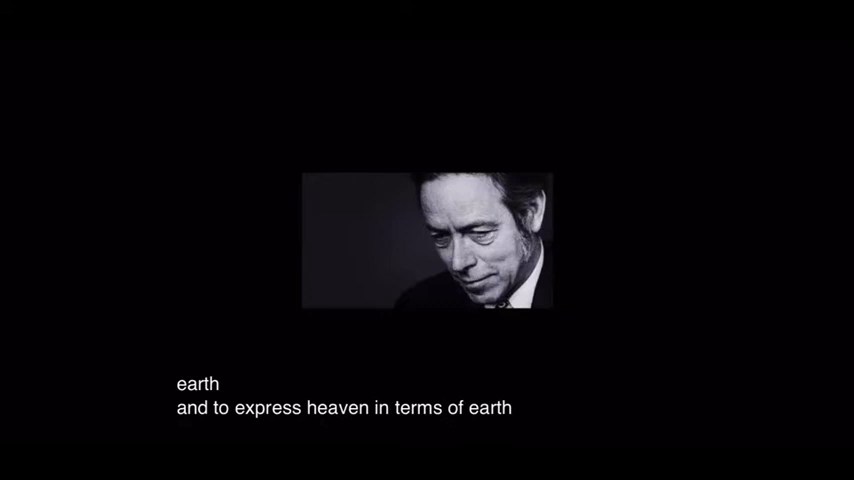 earth
and to express heaven in terms of earth